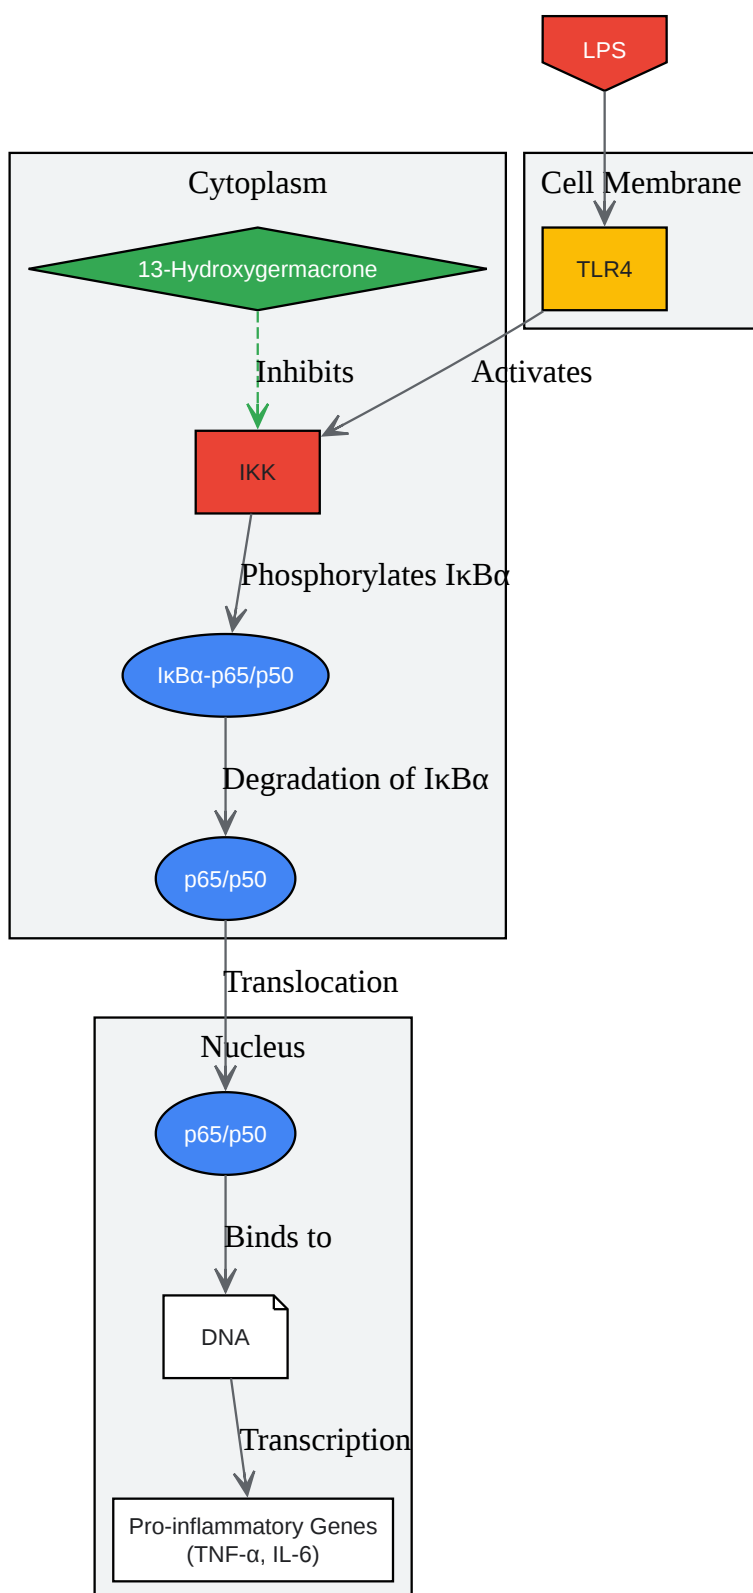 LPS
Cytoplasm
Cell Membrane
13-Hydroxygermacrone
TLR4
Inhibits
Activates
IKK
Phosphorylates IκBα
IκBα-p65/p50
Degradation of IκBα
p65/p50
Translocation
Nucleus
p65/p50
Binds to
DNA
Transcription
Pro-inflammatory Genes
(TNF-α, IL-6)